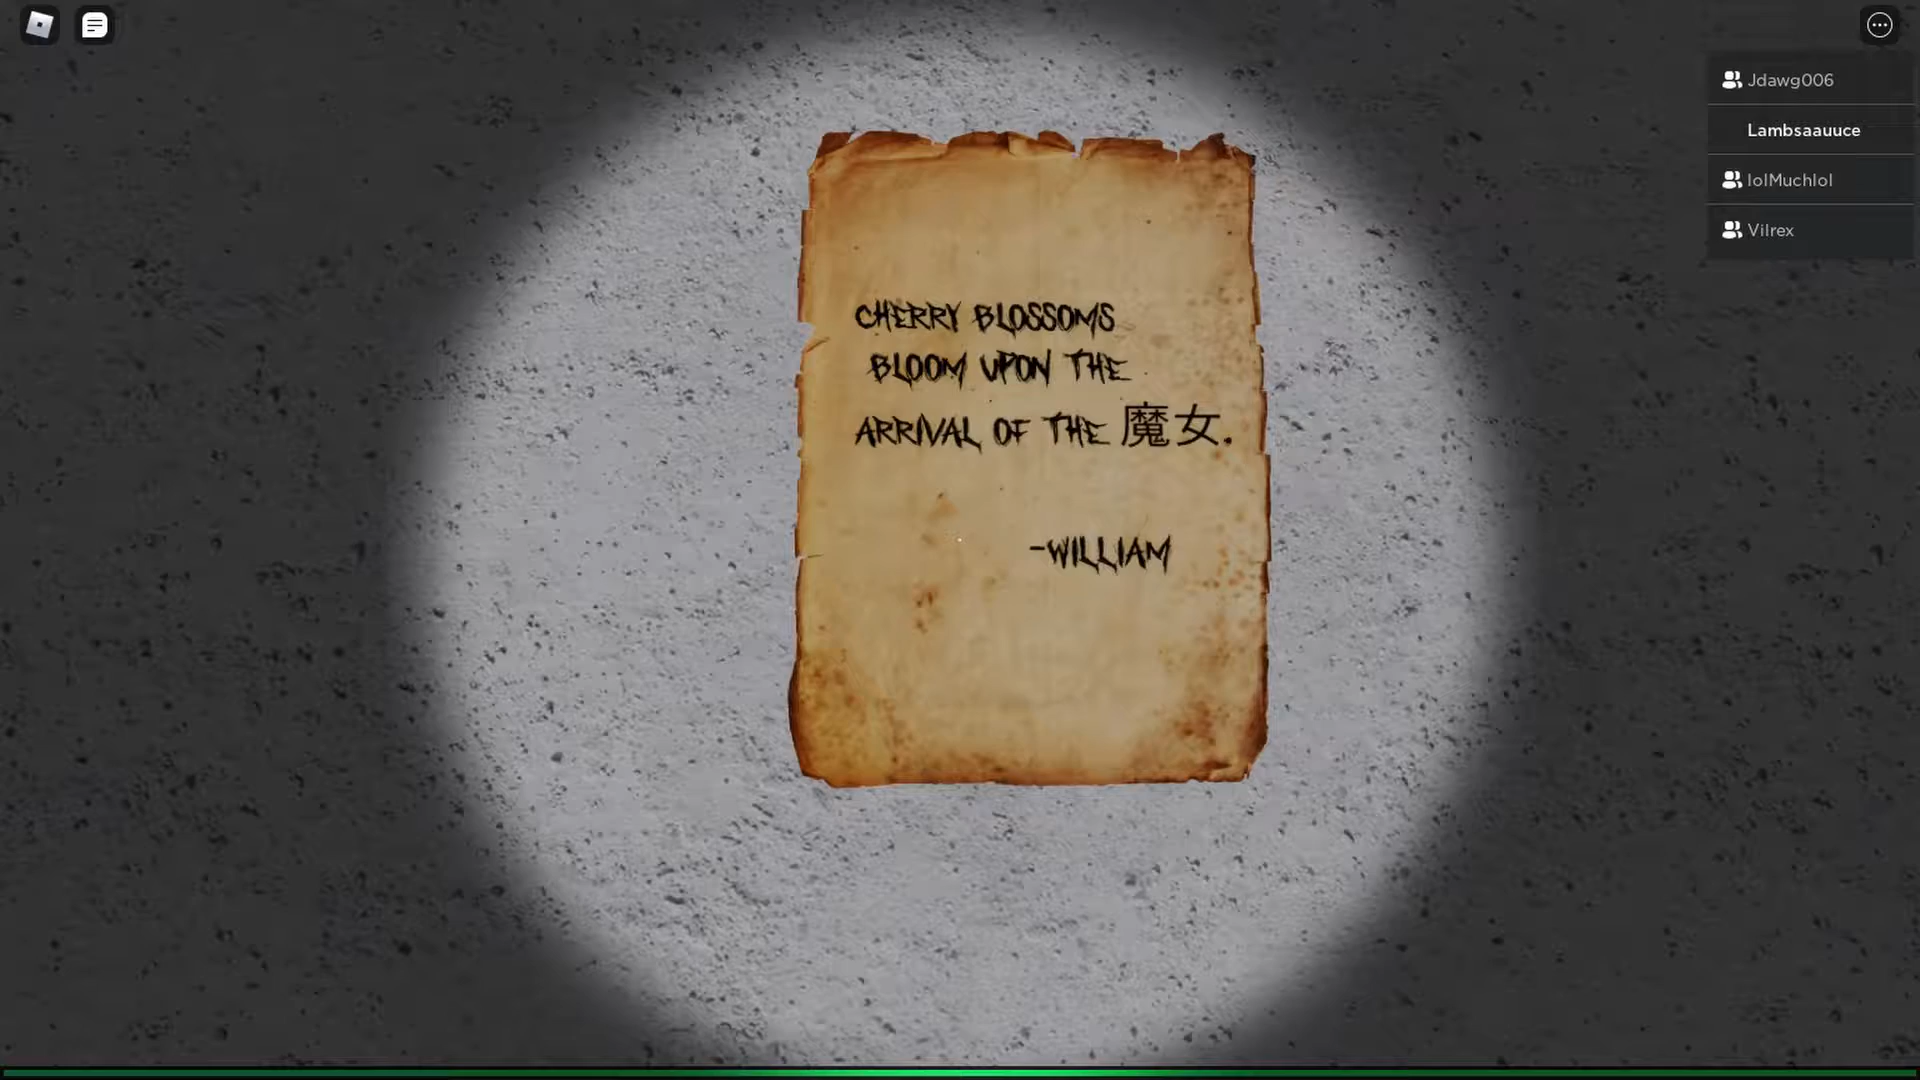 Jdawg006
Lambsaauuce
lolMuchlol
Vilrex
CHERRY BLOSSOMS
BLOOM UPON THE
ARRIVAL OF THE 魔女.
-WILLIAM